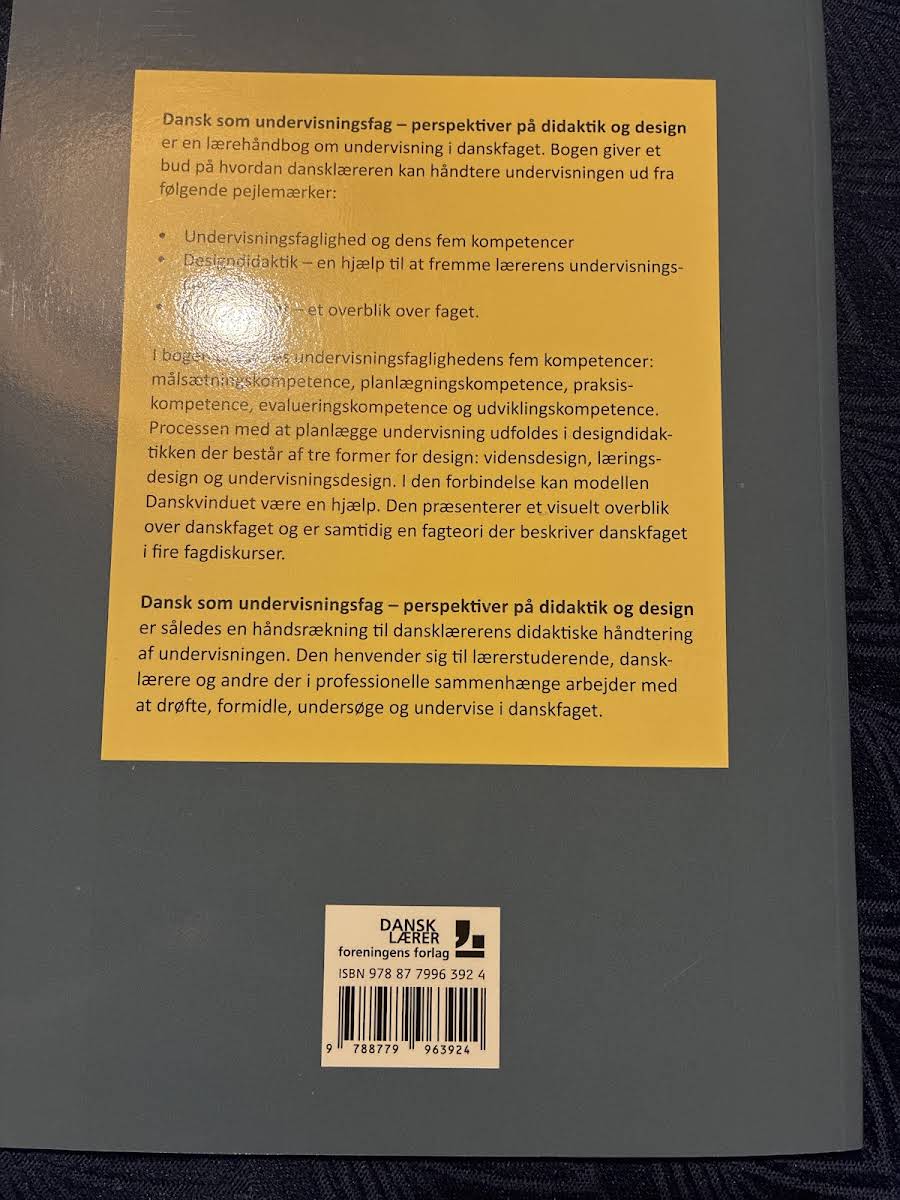 Dansk som undervisningsfag – perspektiver på didaktik og design
er en lærehåndbog om undervisning i danskfaget. Bogen giver et
bud på hvordan dansklæreren kan håndtere undervisningen ud fra
følgende pejlemærker:
• Undervisningsfaglighed og dens fem kompetencer
• Designdidaktik – en hjælp til at fremme lærerens undervisnings-
• – et overblik over faget.
I undervisningsfaglighedens fem kompetencer:
målsætningskompetence, planlægningskompetence, praksis-
kompetence, evalueringskompetence og udviklingskompetence.
Processen med at planlægge undervisning udfoldes i designdidak-
tikken der består af tre former for design: vidensdesign, lærings-
design og undervisningsdesign. I den forbindelse kan modellen
Danskvinduet være en hjælp. Den præsenterer et visuelt overblik
over danskfaget og er samtidig en fagteori der beskriver danskfaget
i fire fagdiskurser.
Dansk som undervisningsfag – perspektiver på didaktik og design
er således en håndsrækning til dansklærerens didaktiske håndtering
af undervisningen. Den henvender sig til lærerstuderende, dansk-
lærere og andre der i professionelle sammenhænge arbejder med
at drøfte, formidle, undersøge og undervise i danskfaget.
DANSK
LÆRER
foreningens forlag
ISBN 978 87 7996 392 4
9 788779 963924